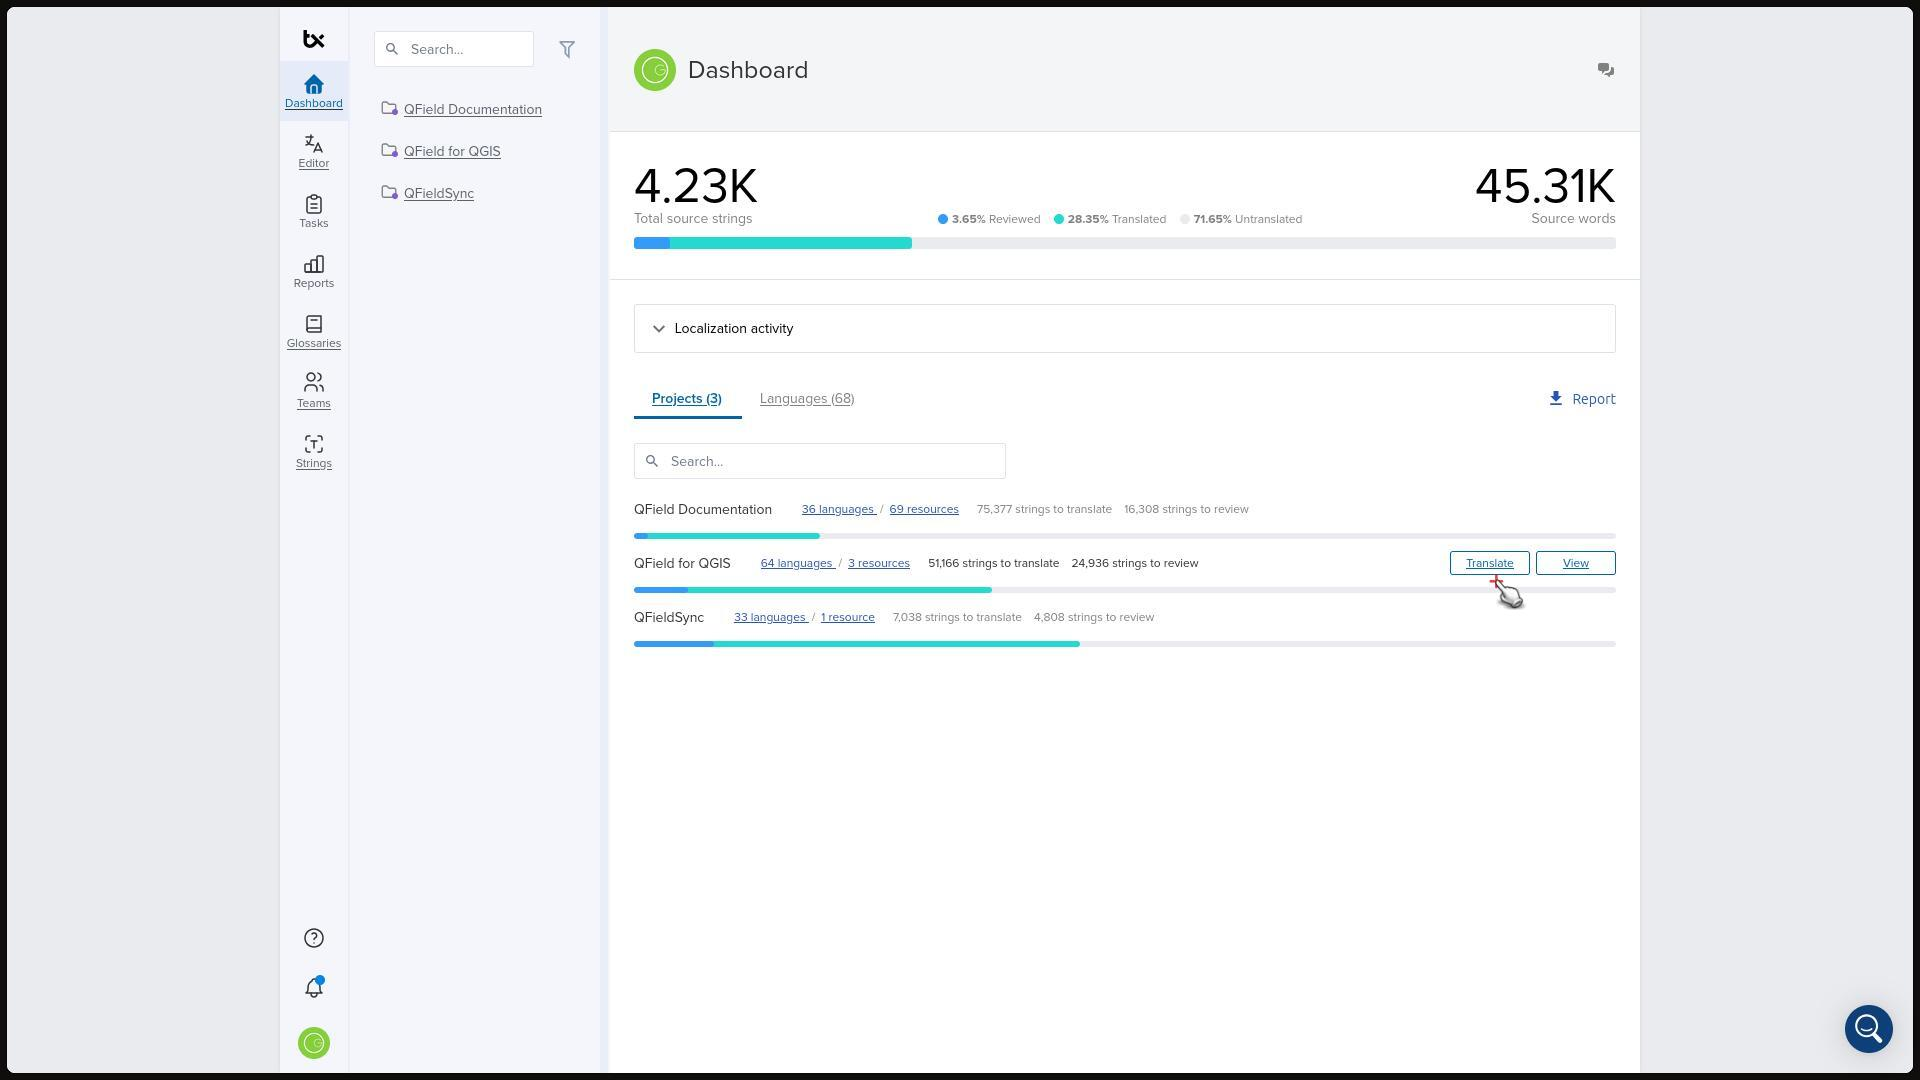 tx
Dashboard
Editor
Tasks
Reports
Glossaries
Teams
Strings
Search...
QField Documentation
QField for QGIS
QFieldSync
Dashboard
4.23K
Total source strings
3.65% Reviewed 28.35% Translated 71.65% Untranslated
45.31K
Source words
Localization activity
Projects (3) Languages (68)
Report
Search...
QField Documentation 36 languages / 69 resources 75,377 strings to translate 16,308 strings to review
QField for QGIS 64 languages / 3 resources 51,166 strings to translate 24,936 strings to review Translate View
QFieldSync 33 languages / 1 resource 7,038 strings to translate 4,808 strings to review